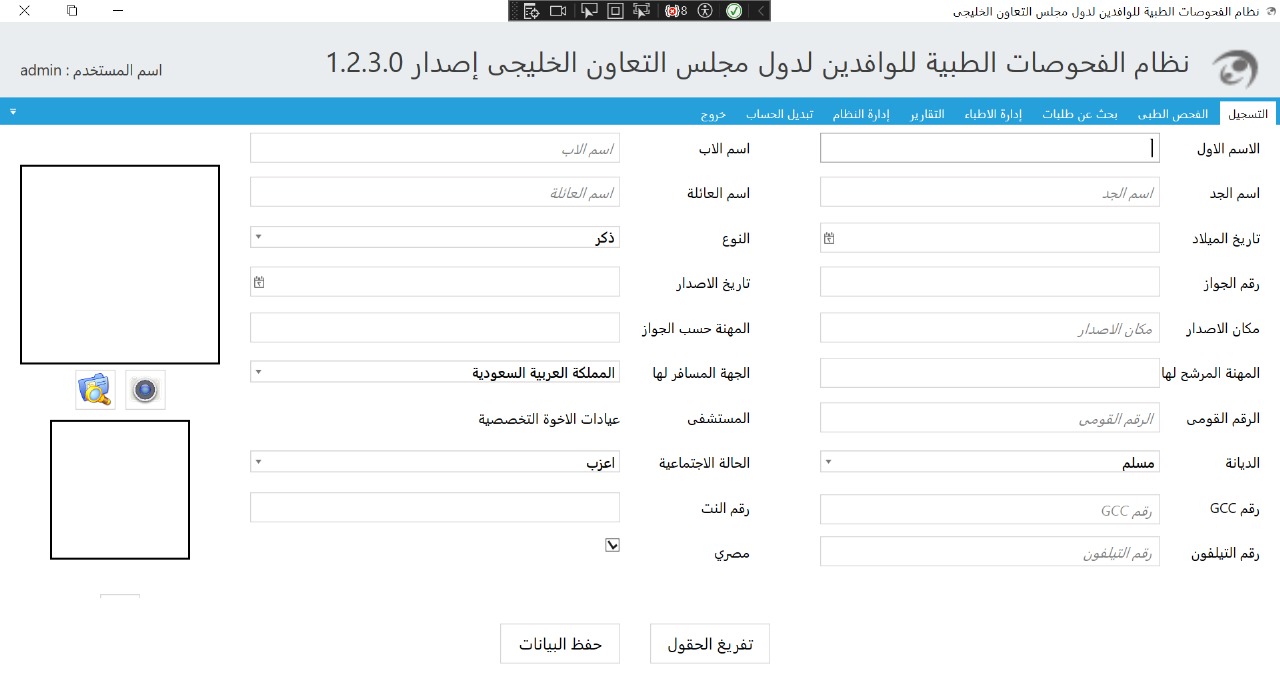 نظام الفحوصات الطبية للوافدين لدول مجلس التعاون الخليجى
8
نظام الفحوصات الطبية للوافدين لدول مجلس التعاون الخليجى إصدار 1.2.3.0
اسم المستخدم : admin
التسجيل الفحص الطبى بحث عن طلبات إدارة الاطباء التقارير إدارة النظام تبديل الحساب خروج
الاسم الاول اسم الاب اسم الاب
اسم الجد اسم الجد اسم العائلة اسم العائلة
تاريخ الميلاد النوع ذكر
رقم الجواز تاريخ الاصدار
مكان الاصدار مكان الاصدار المهنة حسب الجواز
المهنة المرشح لها الجهة المسافر لها المملكة العربية السعودية
الرقم القومى الرقم القومى المستشفى عيادات الاخوة التخصصية
الديانة مسلم الحالة الاجتماعية اعزب
رقم GCC رقم GCC رقم النت
رقم التيلفون رقم التيلفون مصري
تفريغ الحقول حفظ البيانات